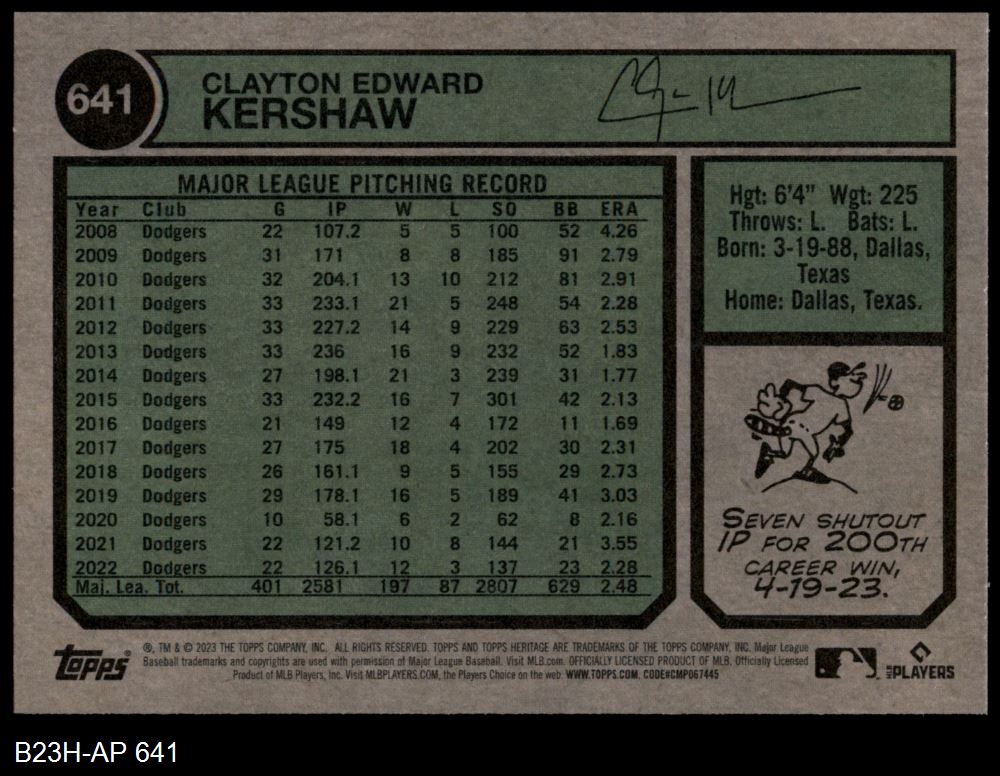 641
CLAYTON EDWARD
KERSHAW
MAJOR LEAGUE PITCHING RECORD
Year Club G IP W L SO BB ERA
2008 Dodgers 22 107.2 5 5 100 52 4.26
2009 Dodgers 31 171 8 8 185 91 2.79
2010 Dodgers 32 204.1 13 10 212 81 2.91
2011 Dodgers 33 233.1 21 5 248 54 2.28
2012 Dodgers 33 227.2 14 9 229 63 2.53
2013 Dodgers 33 236 16 9 232 52 1.83
2014 Dodgers 27 198.1 21 3 239 31 1.77
2015 Dodgers 33 232.2 16 7 301 42 2.13
2016 Dodgers 21 149 12 4 172 11 1.69
2017 Dodgers 27 175 18 4 202 30 2.31
2018 Dodgers 26 161.1 9 5 155 29 2.73
2019 Dodgers 29 178.1 16 5 189 41 3.03
2020 Dodgers 10 58.1 6 2 62 8 2.16
2021 Dodgers 22 121.2 10 8 144 21 3.55
2022 Dodgers 22 126.1 12 3 137 23 2.28
Maj. Lea. Tot. 401 2581 197 87 2807 629 2.48
Hgt: 6'4" Wgt: 225
Throws: L. Bats: L.
Born: 3-19-88, Dallas,
Texas
Home: Dallas, Texas.
SEVEN SHUTOUT
IP FOR 200TH
CAREER WIN,
4-19-23.
Topps
®, TM & © 2023 THE TOPPS COMPANY, INC. ALL RIGHTS RESERVED. TOPPS AND TOPPS HERITAGE ARE TRADEMARKS OF THE TOPPS COMPANY, INC. Major League
Baseball trademarks and copyrights are used with permission of Major League Baseball. Visit MLB.com. OFFICIALLY LICENSED PRODUCT OF MLB. Officially Licensed
Product of MLB Players, Inc. Visit MLBPLAYERS.COM, the Players Choice on the web. WWW.TOPPS.COM. CODE#CMP067445
MLB PLAYERS
B23H-AP 641